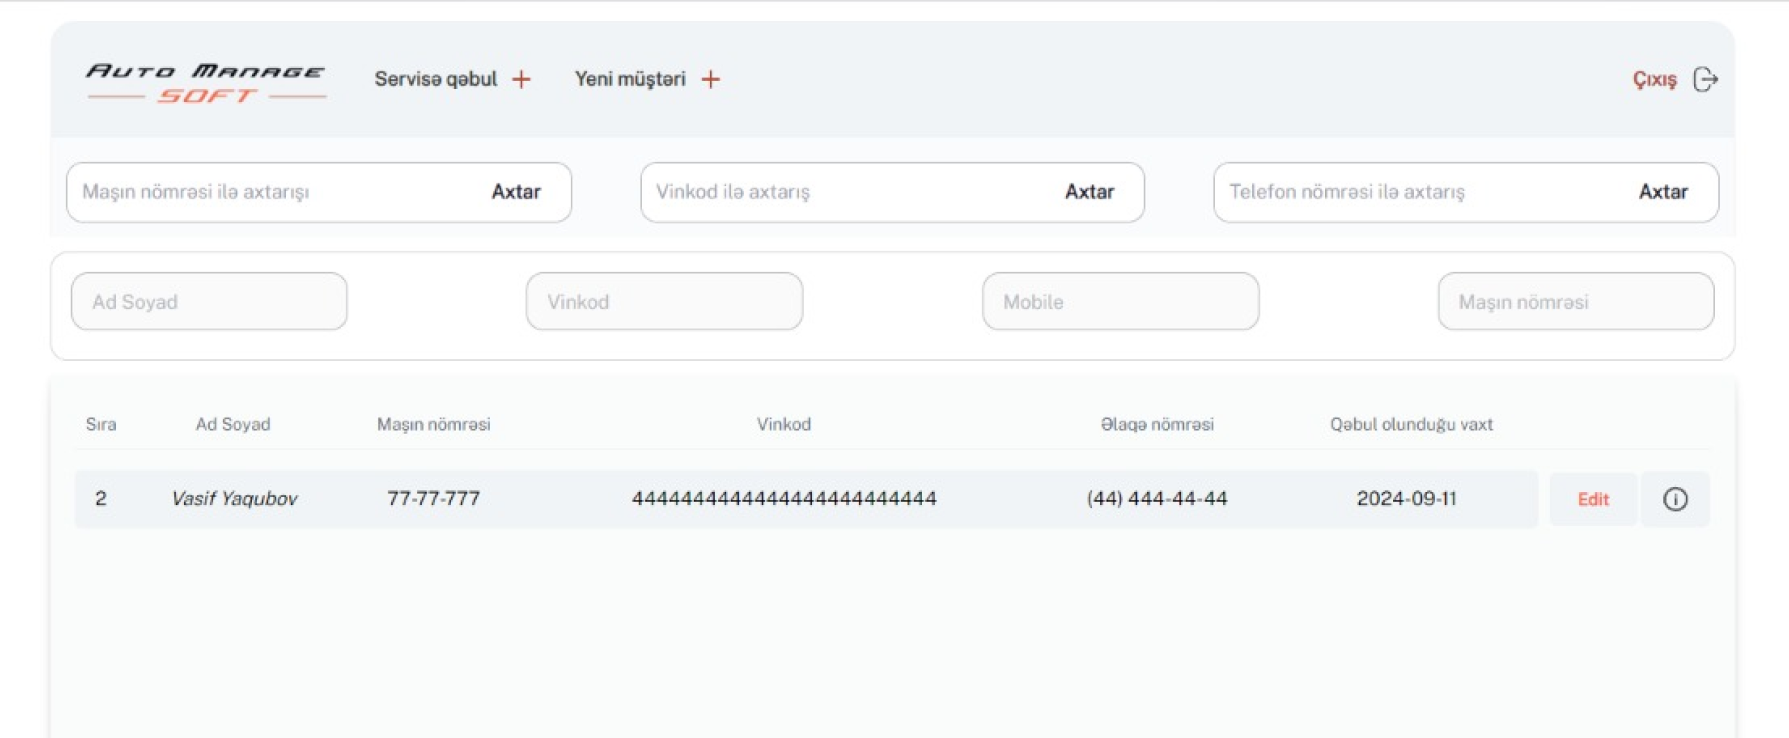 AUTO MANAGE
SOFT
Servisə qəbul +
Yeni müştəri +
Çıxış
Maşın nömrəsi ilə axtarışı Axtar
Vinkod ilə axtarış Axtar
Telefon nömrəsi ilə axtarış Axtar
Ad Soyad
Vinkod
Mobile
Maşın nömrəsi
Sıra Ad Soyad Maşın nömrəsi Vinkod Əlaqə nömrəsi Qəbul olunduğu vaxt
2 Vasif Yaqubov 77-77-777 4444444444444444444444444 (44) 444-44-44 2024-09-11 Edit